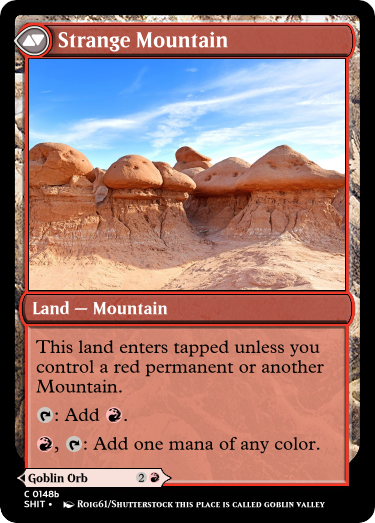 Strange Mountain
Land — Mountain
This land enters tapped unless you
control a red permanent or another
Mountain.
: Add .
, : Add one mana of any color.
Goblin Orb 2
C 0148b
SHIT • Roig61/Shutterstock this place is called goblin valley